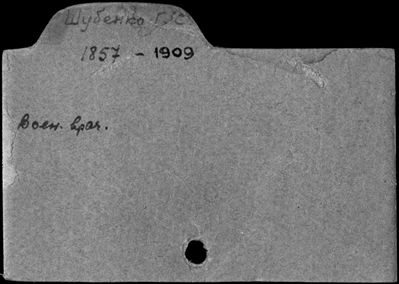 Шубенко Г. С.
1857 - 1909
Воен. врач.